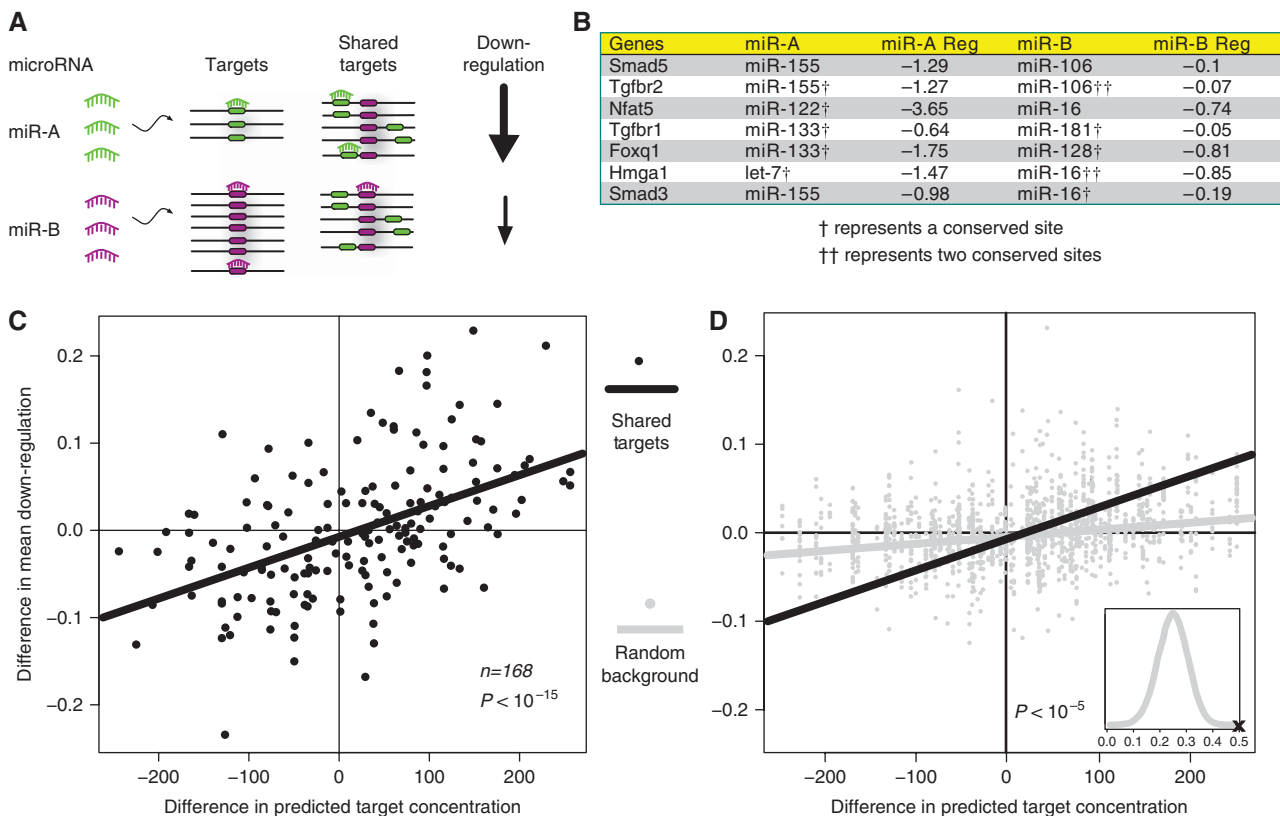 A
microRNA
Targets
Shared
targets
Down-
regulation
miR-A
miR-B
B
Genes miR-A miR-A Reg miR-B miR-B Reg
Smad5 miR-155 −1.29 miR-106 −0.1
Tgfbr2 miR-155† −1.27 miR-106†† −0.07
Nfat5 miR-122† −3.65 miR-16 −0.74
Tgfbr1 miR-133† −0.64 miR-181† −0.05
Foxq1 miR-133† −1.75 miR-128† −0.81
Hmga1 let-7† −1.47 miR-16†† −0.85
Smad3 miR-155 −0.98 miR-16† −0.19
† represents a conserved site
†† represents two conserved sites
C
Difference in mean down-regulation
0.2
0.1
0.0
−0.1
−0.2
n=168
P < 10−15
−200 −100 0 100 200
Difference in predicted target concentration
Shared
targets
Random
background
D
0.2
0.1
0.0
−0.1
−0.2
P < 10−5
0.0 0.1 0.2 0.3 0.4 0.5
−200 −100 0 100 200
Difference in predicted target concentration